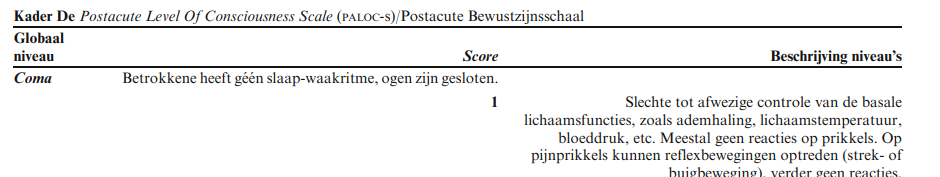 Kader De Postacute Level Of Consciousness Scale (PALOC-S)/Postacute Bewustzijnsschaal
Globaal
niveau Score Beschrijving niveau's
Coma Betrokkene heeft géén slaap-waakritme, ogen zijn gesloten.
1 Slechte tot afwezige controle van de basale
lichaamsfuncties, zoals ademhaling, lichaamstemperatuur,
bloeddruk, etc. Meestal geen reacties op prikkels. Op
pijnprikkels kunnen reflexbewegingen optreden (strek- of
buigbeweging), verder geen reacties.